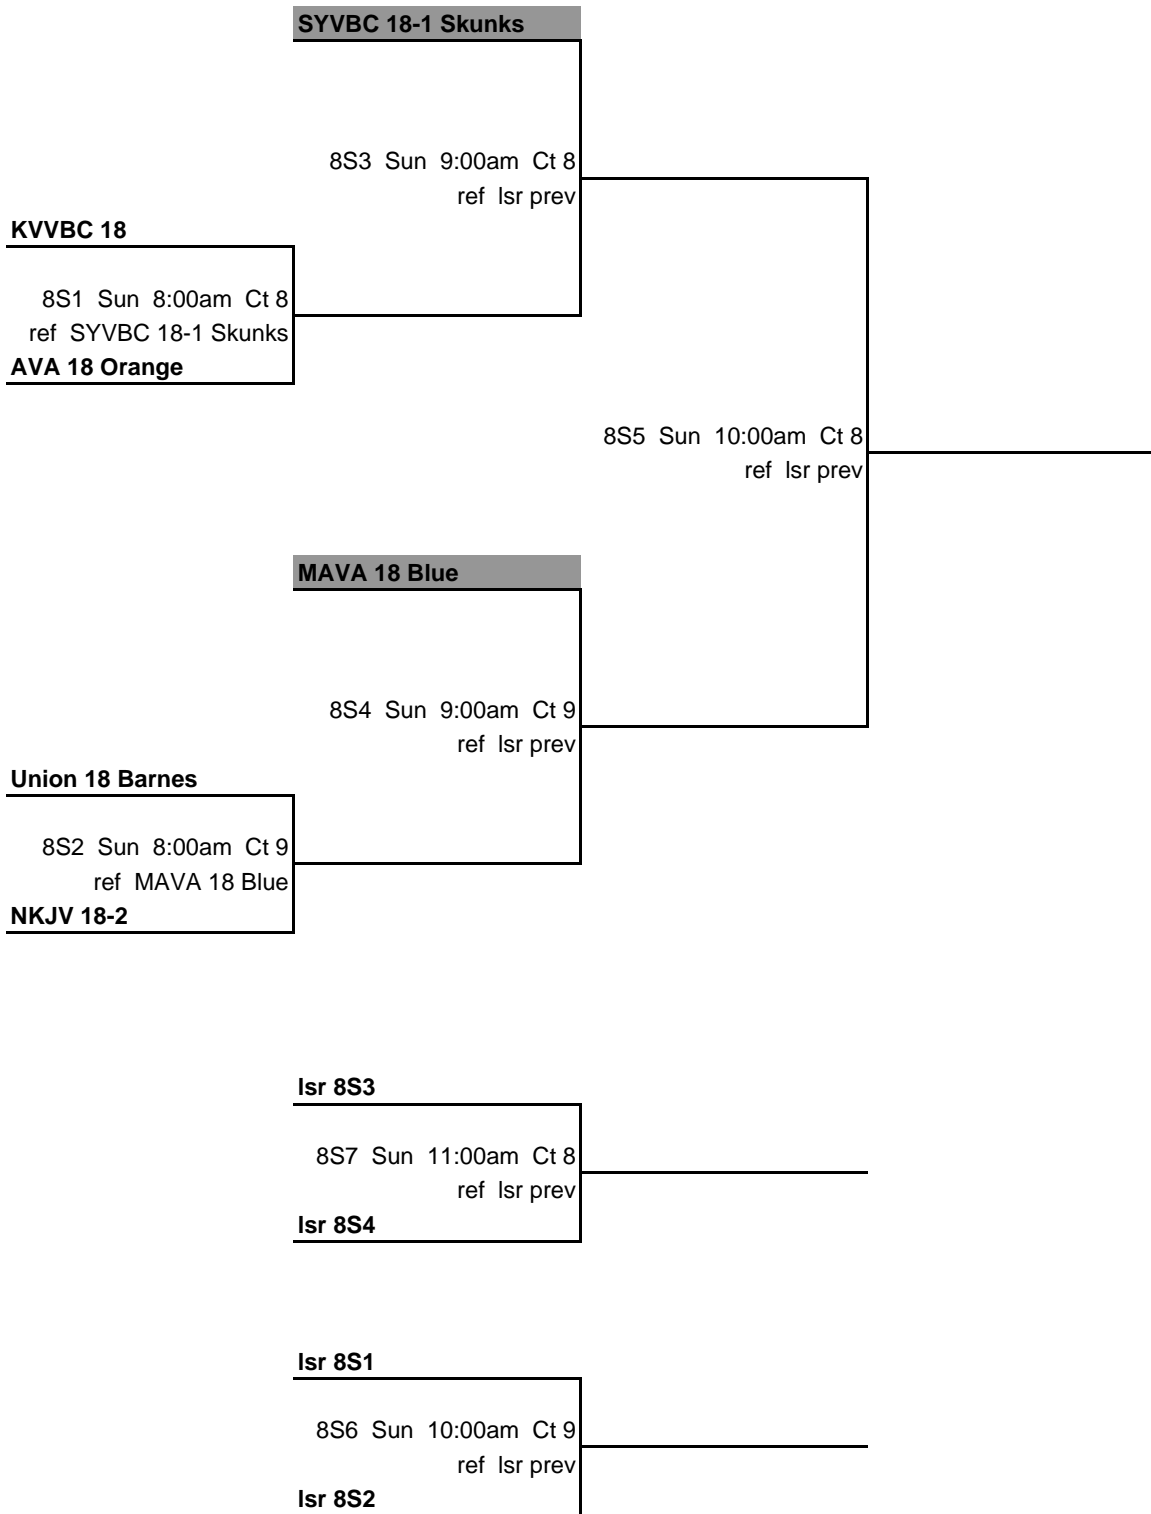 SYVBC 18-1 Skunks
8S3 Sun 9:00am Ct 8
ref lsr prev
KVVBC 18
8S1 Sun 8:00am Ct 8
ref SYVBC 18-1 Skunks
AVA 18 Orange
8S5 Sun 10:00am Ct 8
ref lsr prev
MAVA 18 Blue
8S4 Sun 9:00am Ct 9
ref lsr prev
Union 18 Barnes
8S2 Sun 8:00am Ct 9
ref MAVA 18 Blue
NKJV 18-2
lsr 8S3
8S7 Sun 11:00am Ct 8
ref lsr prev
lsr 8S4
lsr 8S1
8S6 Sun 10:00am Ct 9
ref lsr prev
lsr 8S2